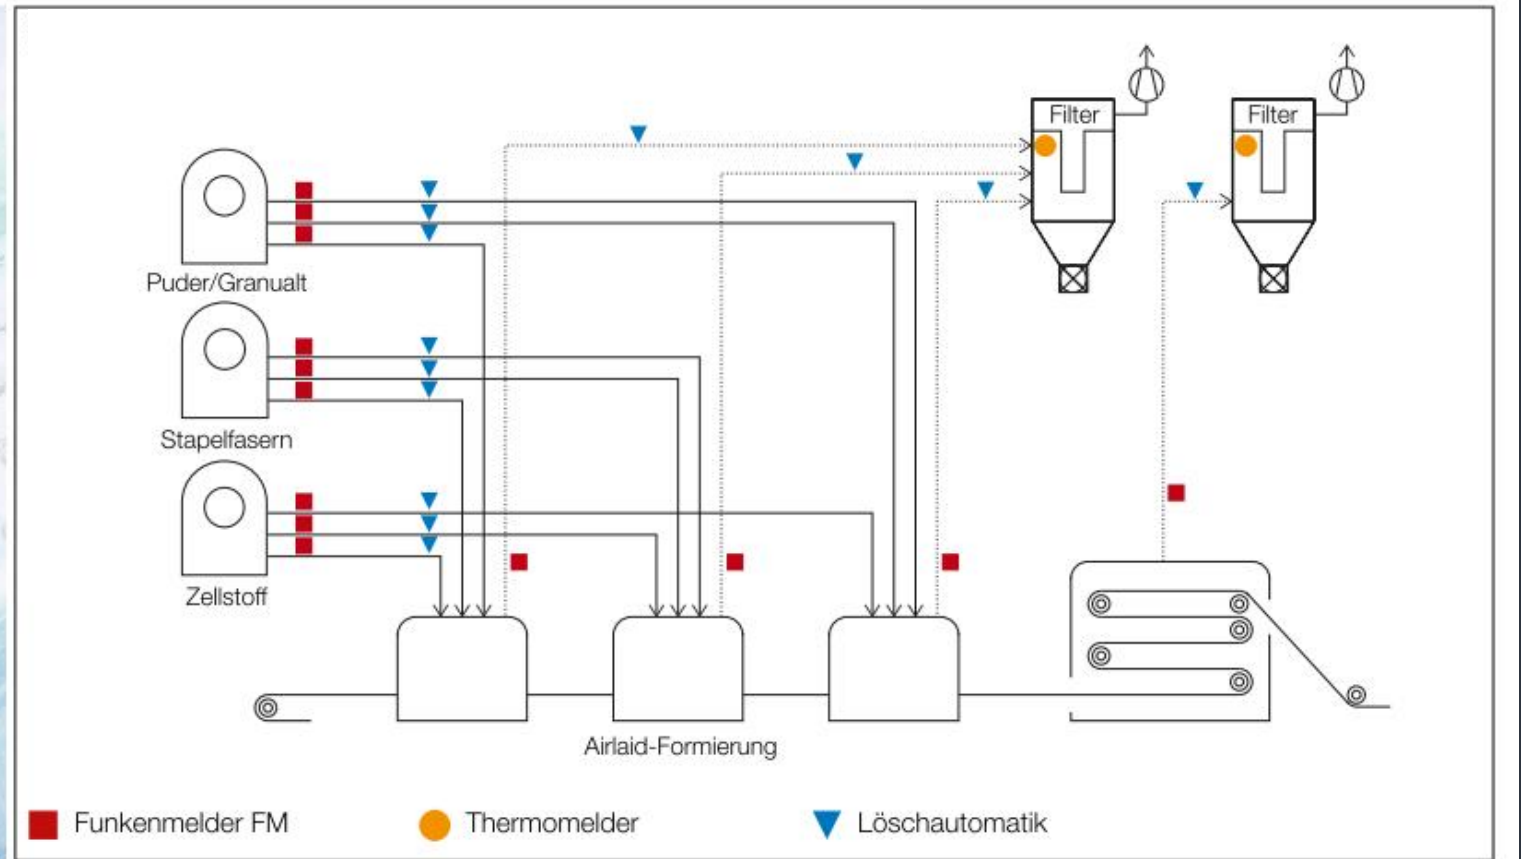 Filter
Filter
Puder/Granualt
Stapelfasern
Zellstoff
Airlaid-Formierung
Funkenmelder FM
Thermomelder
Löschautomatik